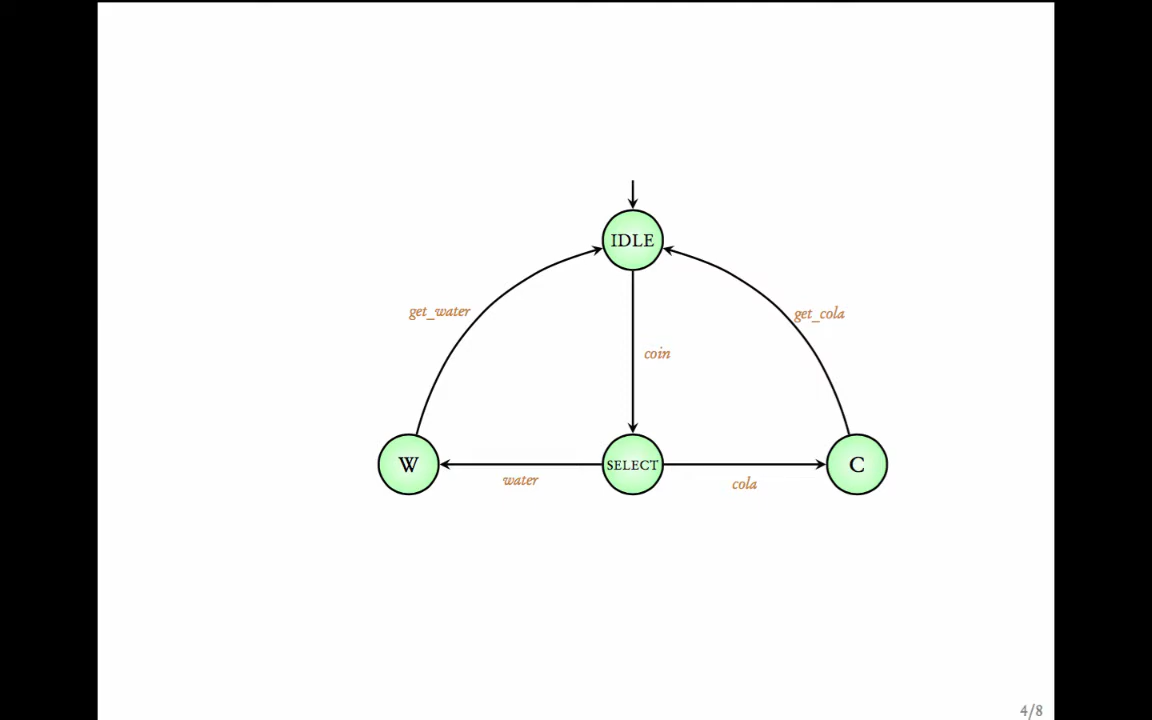 IDLE
get_water
get_cola
coin
W
SELECT
C
water
cola
4/8